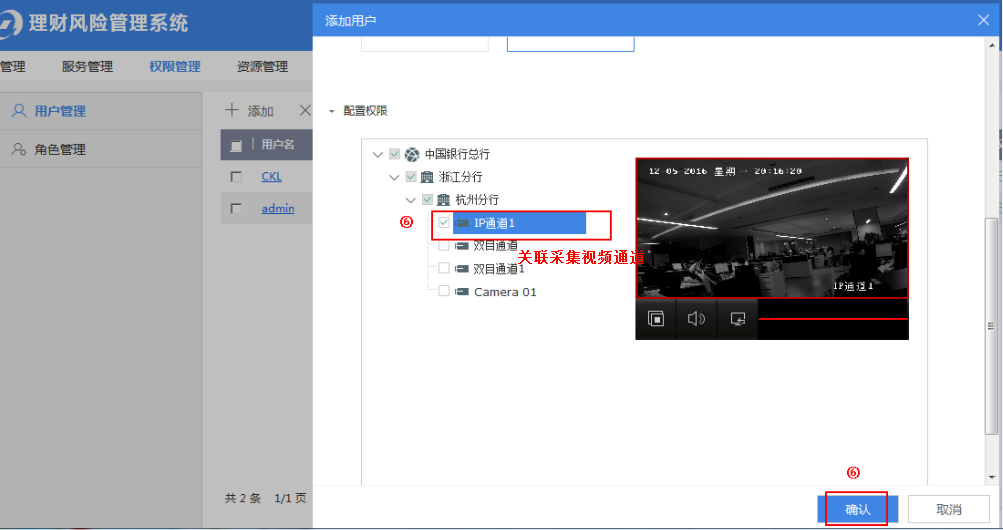 理财风险管理系统
添加用户
管理 服务管理 权限管理 资源管理
用户管理
角色管理
添加
用户名
CKL
admin
共 2 条 1/1 页
配置权限
中国银行总行
浙江分行
杭州分行
⑥ IP通道1
双目通道
关联采集视频通道
双目通道1
Camera 01
12-05-2016 星期一 20:16:20
IP通道1
⑥
确认 取消